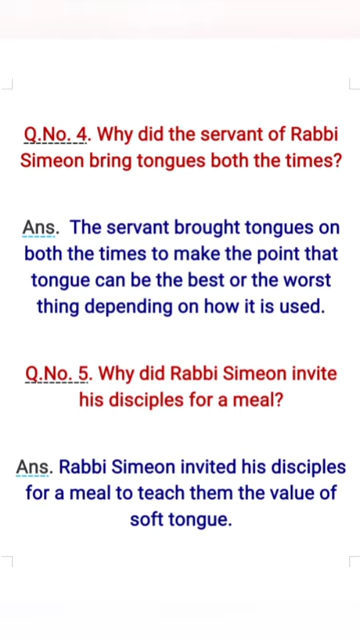 Q.No. 4. Why did the servant of Rabbi
Simeon bring tongues both the times?
Ans. The servant brought tongues on
both the times to make the point that
tongue can be the best or the worst
thing depending on how it is used.
Q.No. 5. Why did Rabbi Simeon invite
his disciples for a meal?
Ans. Rabbi Simeon invited his disciples
for a meal to teach them the value of
soft tongue.